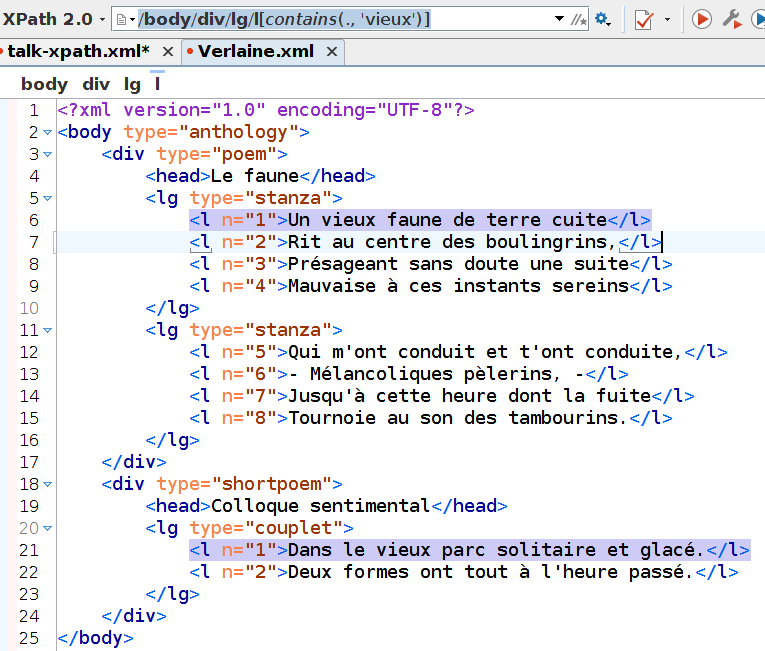 XPath 2.0 /body/div/lg/l[contains(., 'vieux')]
talk-xpath.xml* × Verlaine.xml ×
body div lg l
1 <?xml version="1.0" encoding="UTF-8"?>
2 <body type="anthology">
3 <div type="poem">
4 <head>Le faune</head>
5 <lg type="stanza">
6 <l n="1">Un vieux faune de terre cuite</l>
7 <l n="2">Rit au centre des boulingrins,</l>
8 <l n="3">Présageant sans doute une suite</l>
9 <l n="4">Mauvaise à ces instants sereins</l>
10 </lg>
11 <lg type="stanza">
12 <l n="5">Qui m'ont conduit et t'ont conduite,</l>
13 <l n="6">- Mélancoliques pèlerins, -</l>
14 <l n="7">Jusqu'à cette heure dont la fuite</l>
15 <l n="8">Tournoie au son des tambourins.</l>
16 </lg>
17 </div>
18 <div type="shortpoem">
19 <head>Colloque sentimental</head>
20 <lg type="couplet">
21 <l n="1">Dans le vieux parc solitaire et glacé.</l>
22 <l n="2">Deux formes ont tout à l'heure passé.</l>
23 </lg>
24 </div>
25 </body>